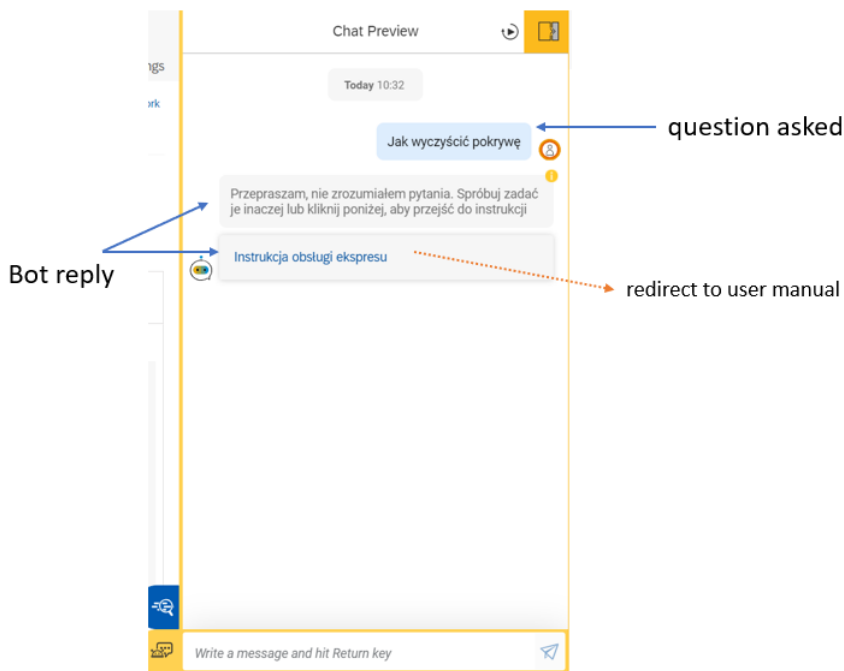 Chat Preview
ngs
ork
Today 10:32
Jak wyczyścić pokrywę
question asked
Przepraszam, nie zrozumiałem pytania. Spróbuj zadać
je inaczej lub kliknij poniżej, aby przejść do instrukcji
Instrukcja obsługi ekspresu
Bot reply
redirect to user manual
Write a message and hit Return key